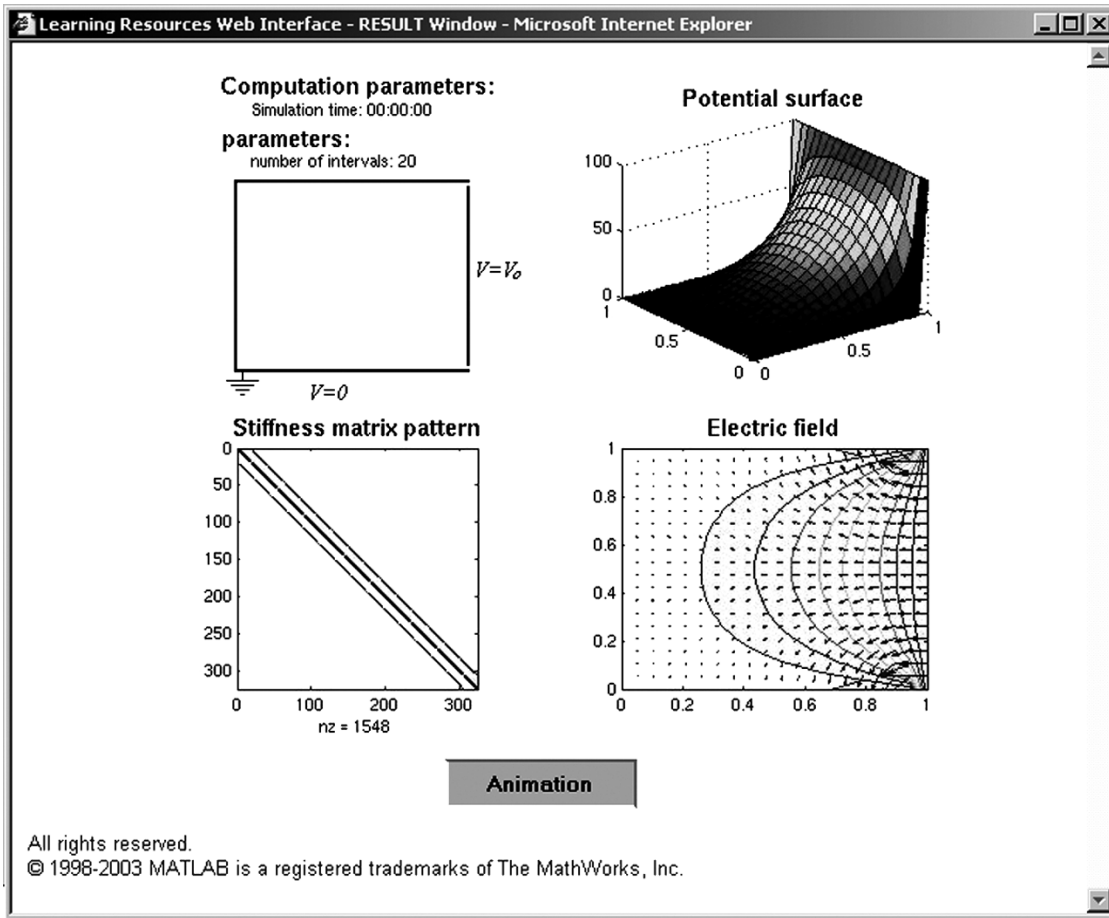 Learning Resources Web Interface - RESULT Window - Microsoft Internet Explorer
Computation parameters:
Simulation time: 00:00:00
parameters:
number of intervals: 20
V=Vo
V=0
Potential surface
100
50
0
1
0.5
0
0
0.5
1
Stiffness matrix pattern
0
50
100
150
200
250
300
0
100
200
300
nz = 1548
Electric field
1
0.8
0.6
0.4
0.2
0
0
0.2
0.4
0.6
0.8
1
Animation
All rights reserved.
© 1998-2003 MATLAB is a registered trademarks of The MathWorks, Inc.